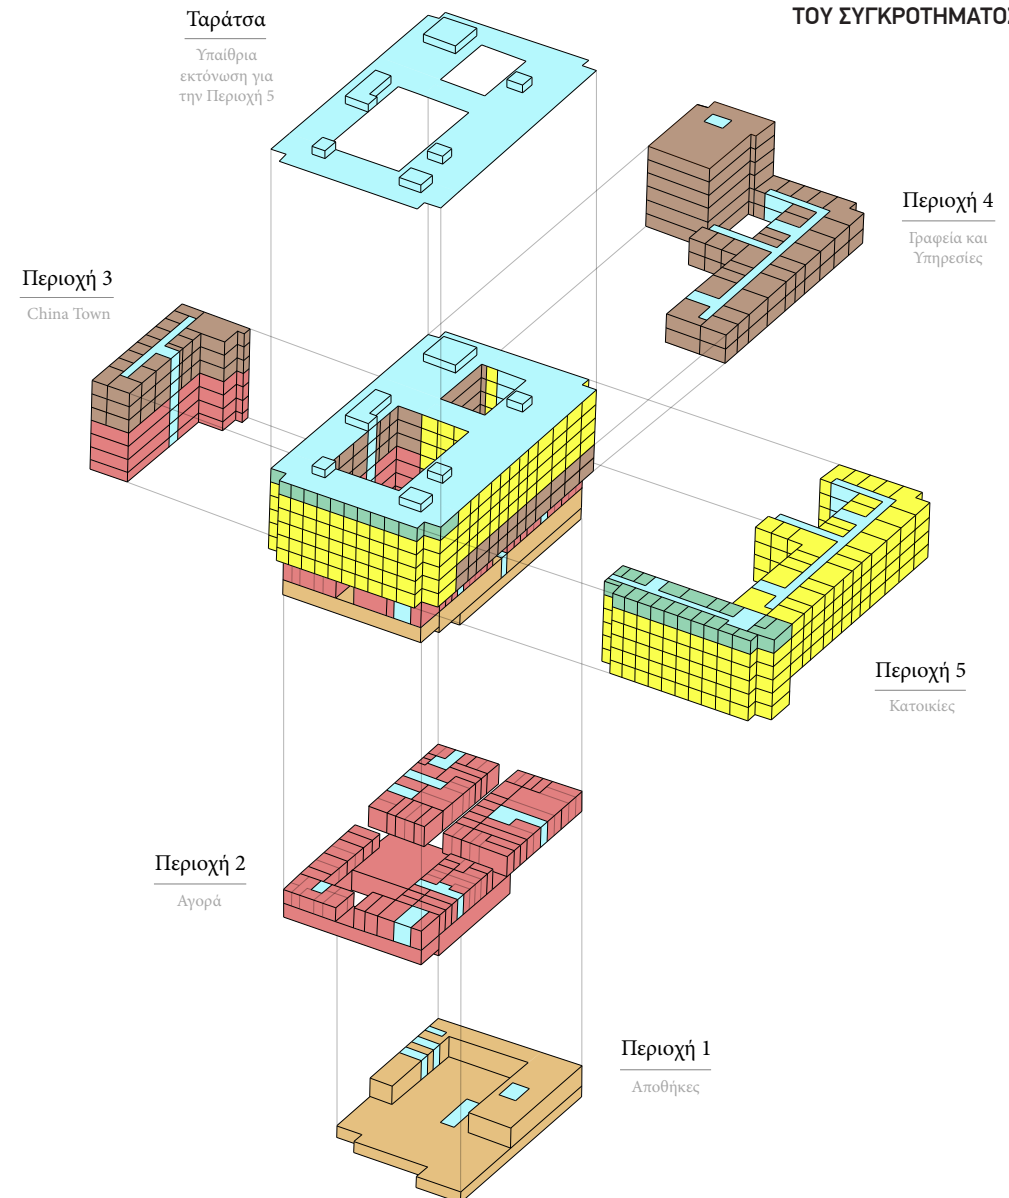 ΤΟΥ ΣΥΓΚΡΟΤΗΜΑΤΟΣ
Ταράτσα
Υπαίθρια
εκτόνωση για
την Περιοχή 5
Περιοχή 4
Γραφεία και
Υπηρεσίες
Περιοχή 3
China Town
Περιοχή 5
Κατοικίες
Περιοχή 2
Αγορά
Περιοχή 1
Αποθήκες